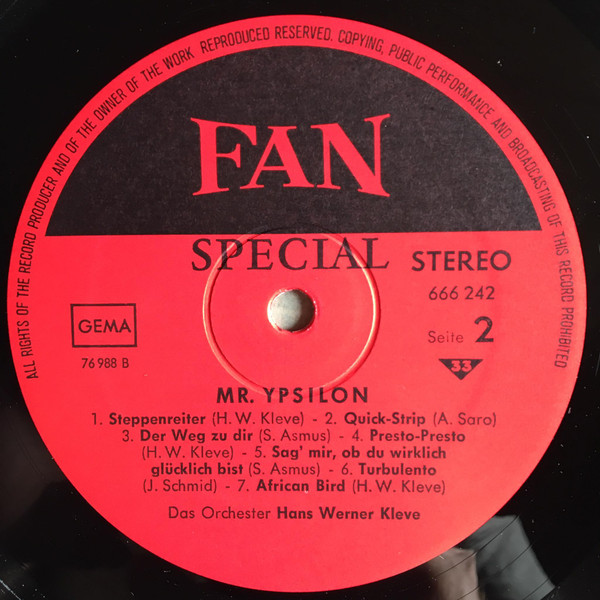 ALL RIGHTS OF THE RECORD PRODUCER AND OF THE OWNER OF THE WORK REPRODUCED RESERVED. COPYING, PUBLIC PERFORMANCE AND BROADCASTING OF THIS RECORD PROHIBITED
FAN
SPECIAL STEREO
666 242
GEMA
Seite 2
76 988 B
33
MR. YPSILON
1. Steppenreiter (H. W. Kleve) - 2. Quick-Strip (A. Saro)
3. Der Weg zu dir (S. Asmus) - 4. Presto-Presto
(H. W. Kleve) - 5. Sag' mir, ob du wirklich
glücklich bist (S. Asmus) - 6. Turbulento
(J. Schmid) - 7. African Bird (H. W. Kleve)
Das Orchester Hans Werner Kleve